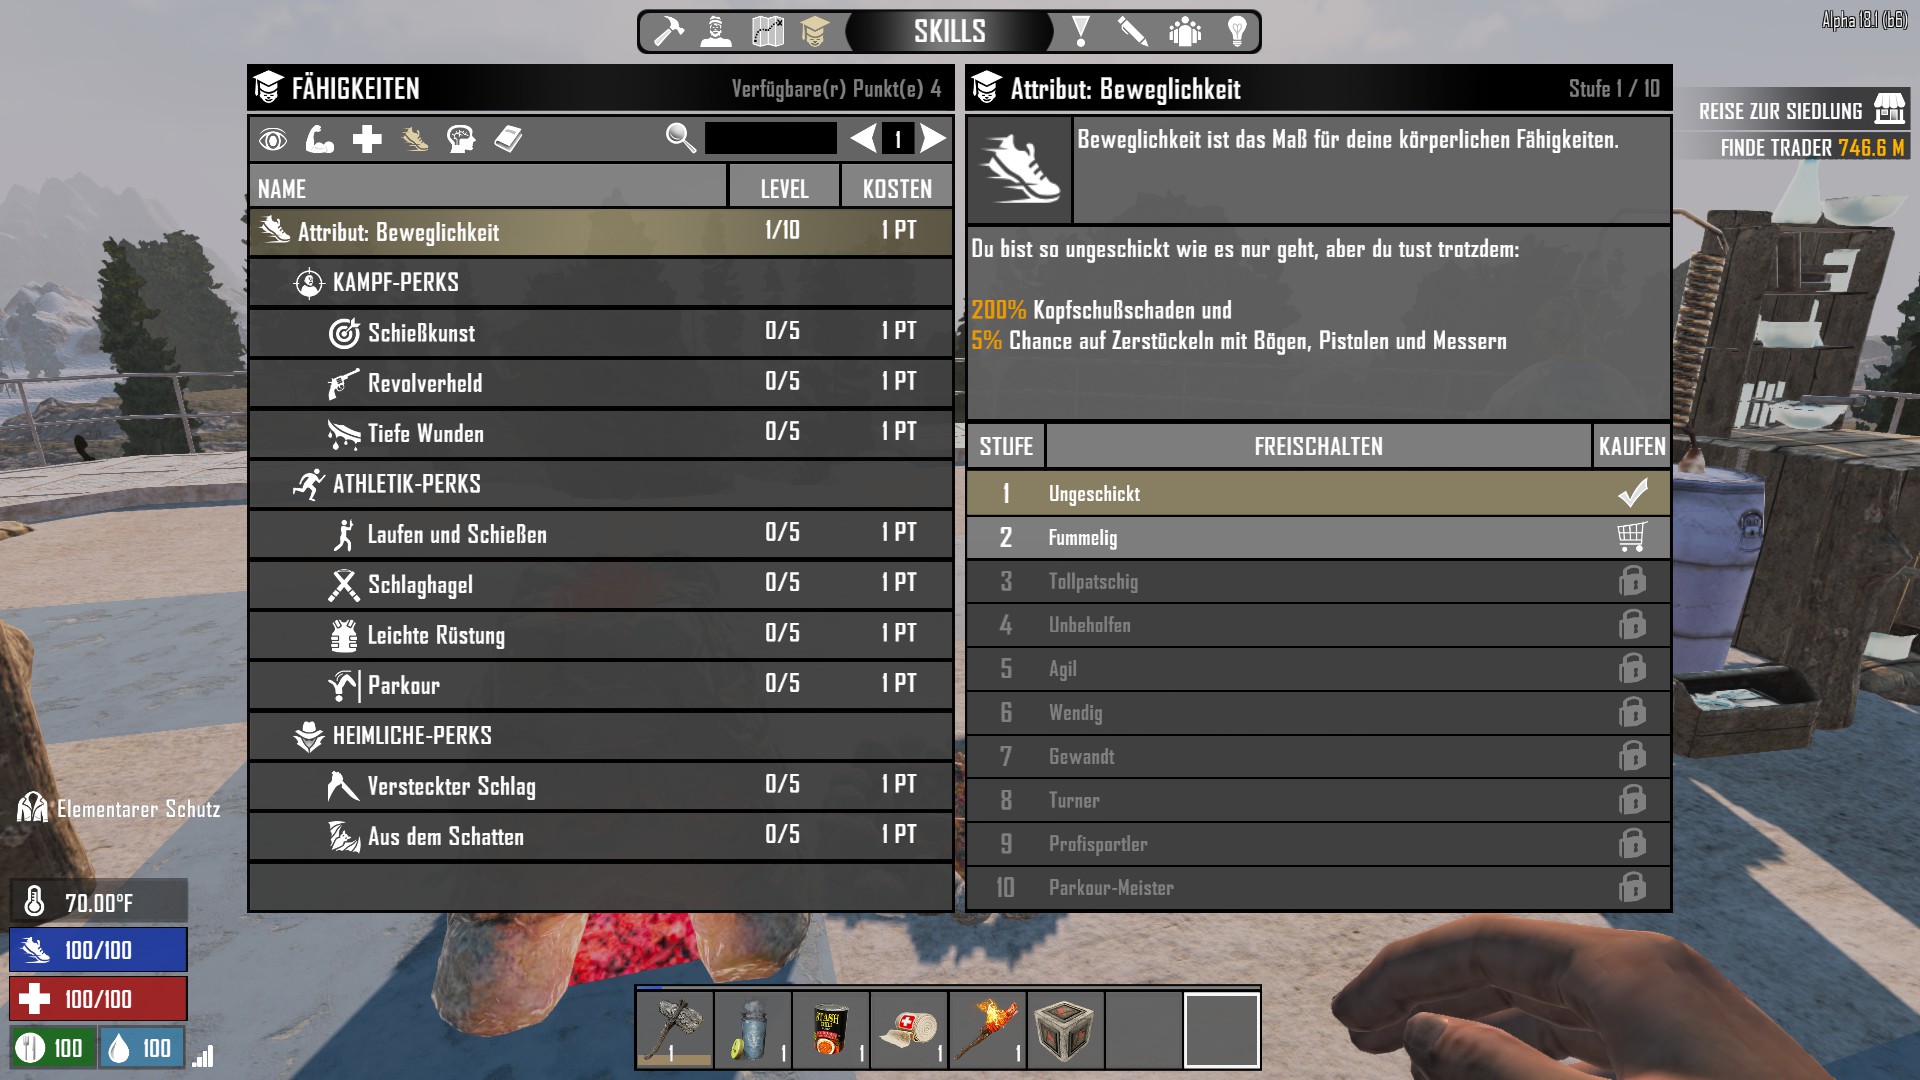 SKILLS
Alpha 18.1 (b6)
FÄHIGKEITEN
Verfügbare(r) Punkt(e) 4
1
NAME LEVEL KOSTEN
Attribut: Beweglichkeit 1/10 1 PT
KAMPF-PERKS
Schießkunst 0/5 1 PT
Revolverheld 0/5 1 PT
Tiefe Wunden 0/5 1 PT
ATHLETIK-PERKS
Laufen und Schießen 0/5 1 PT
Schlaghagel 0/5 1 PT
Leichte Rüstung 0/5 1 PT
Parkour 0/5 1 PT
HEIMLICHE-PERKS
Versteckter Schlag 0/5 1 PT
Aus dem Schatten 0/5 1 PT
Attribut: Beweglichkeit
Stufe 1 / 10
Beweglichkeit ist das Maß für deine körperlichen Fähigkeiten.
Du bist so ungeschickt wie es nur geht, aber du tust trotzdem:
200% Kopfschußschaden und
5% Chance auf Zerstückeln mit Bögen, Pistolen und Messern
STUFE FREISCHALTEN KAUFEN
1 Ungeschickt
2 Fummelig
3 Tollpatschig
4 Unbeholfen
5 Agil
6 Wendig
7 Gewandt
8 Turner
9 Profisportler
10 Parkour-Meister
REISE ZUR SIEDLUNG
FINDE TRADER 746.6 M
Elementarer Schutz
70.00°F
100/100
100/100
100 100
1 1 1 1 1